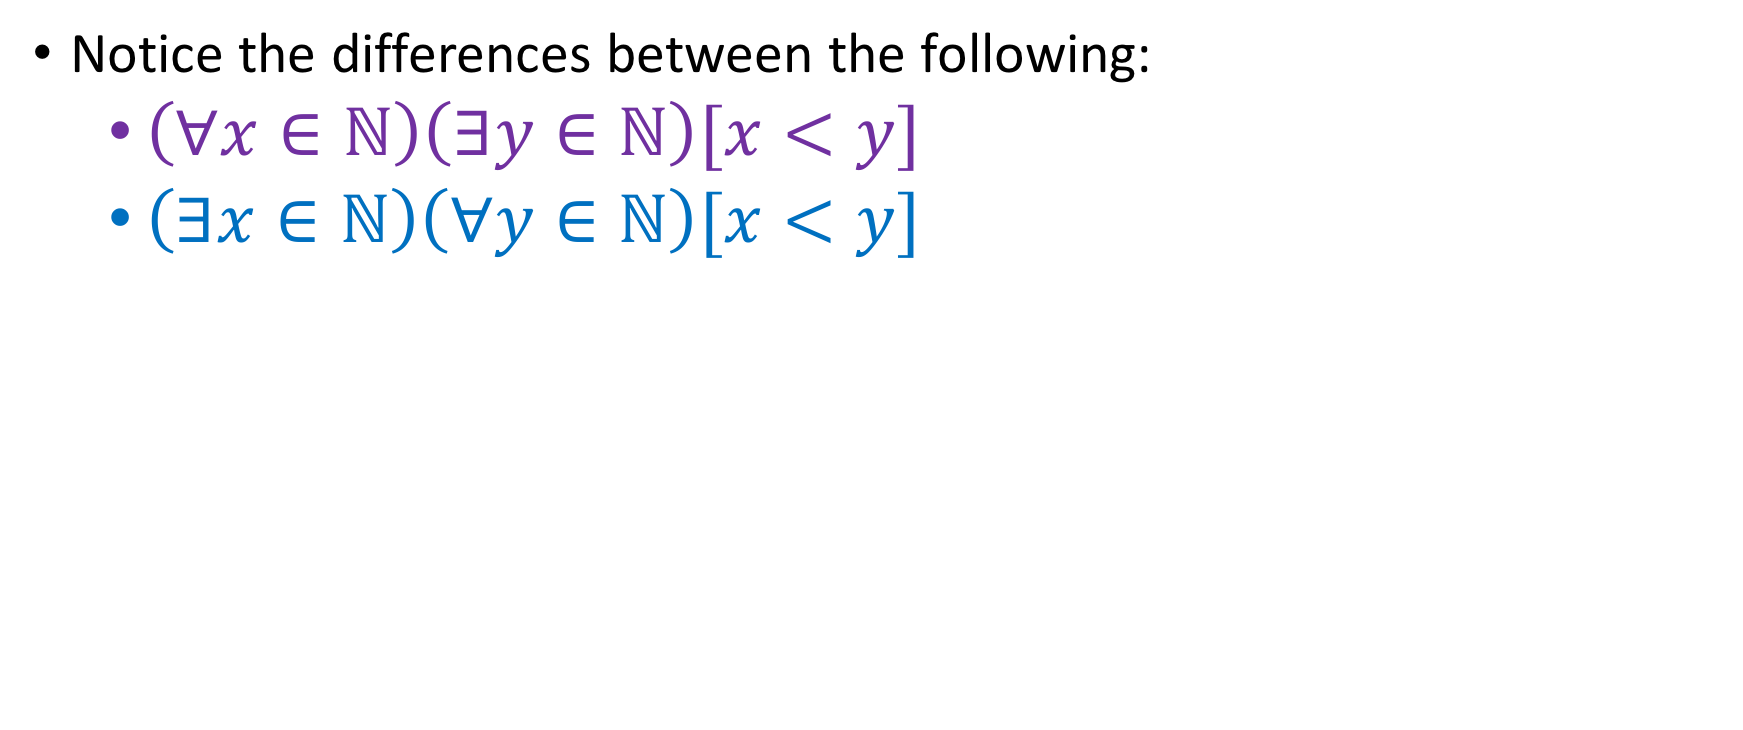 • Notice the differences between the following:
• (∀𝑥 ∈ ℕ)(∃𝑦 ∈ ℕ)[𝑥 < 𝑦]
• (∃𝑥 ∈ ℕ)(∀𝑦 ∈ ℕ)[𝑥 < 𝑦]